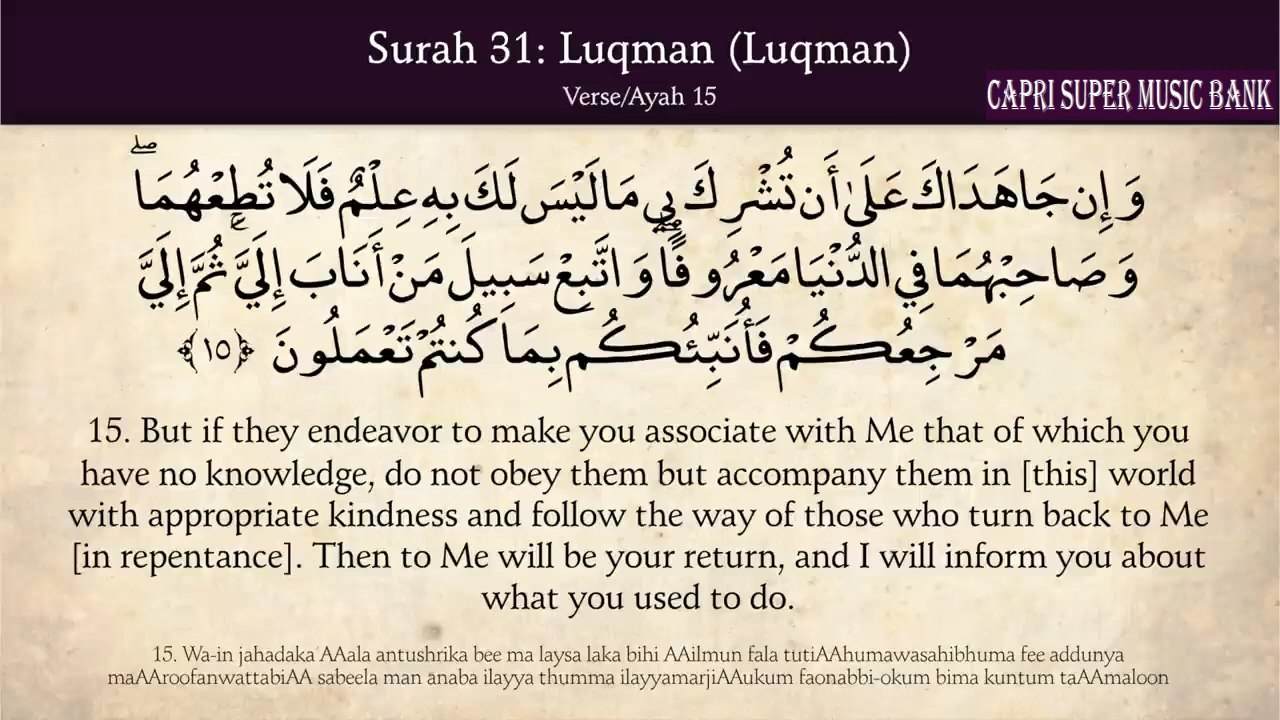 Surah 31: Luqman (Luqman)
Verse/Ayah 15
CAPRI SUPER MUSIC BANK
وَإِن جَاهَدَاكَ عَلَىٰ أَن تُشْرِكَ بِي مَا لَيْسَ لَكَ بِهِ عِلْمٌ فَلَا تُطِعْهُمَا ۖ
وَصَاحِبْهُمَا فِي الدُّنْيَا مَعْرُوفًا ۖ وَاتَّبِعْ سَبِيلَ مَنْ أَنَابَ إِلَيَّ ۚ ثُمَّ إِلَيَّ
مَرْجِعُكُمْ فَأُنَبِّئُكُم بِمَا كُنتُمْ تَعْمَلُونَ ﴿١٥﴾
15. But if they endeavor to make you associate with Me that of which you
have no knowledge, do not obey them but accompany them in [this] world
with appropriate kindness and follow the way of those who turn back to Me
[in repentance]. Then to Me will be your return, and I will inform you about
what you used to do.
15. Wa-in jahadaka AAala antushrika bee ma laysa laka bihi AAilmun fala tutiAAhumawasahibhuma fee addunya
maAAroofanwattabiAA sabeela man anaba ilayya thumma ilayyamarjiAAukum faonabbi-okum bima kuntum taAAmaloon